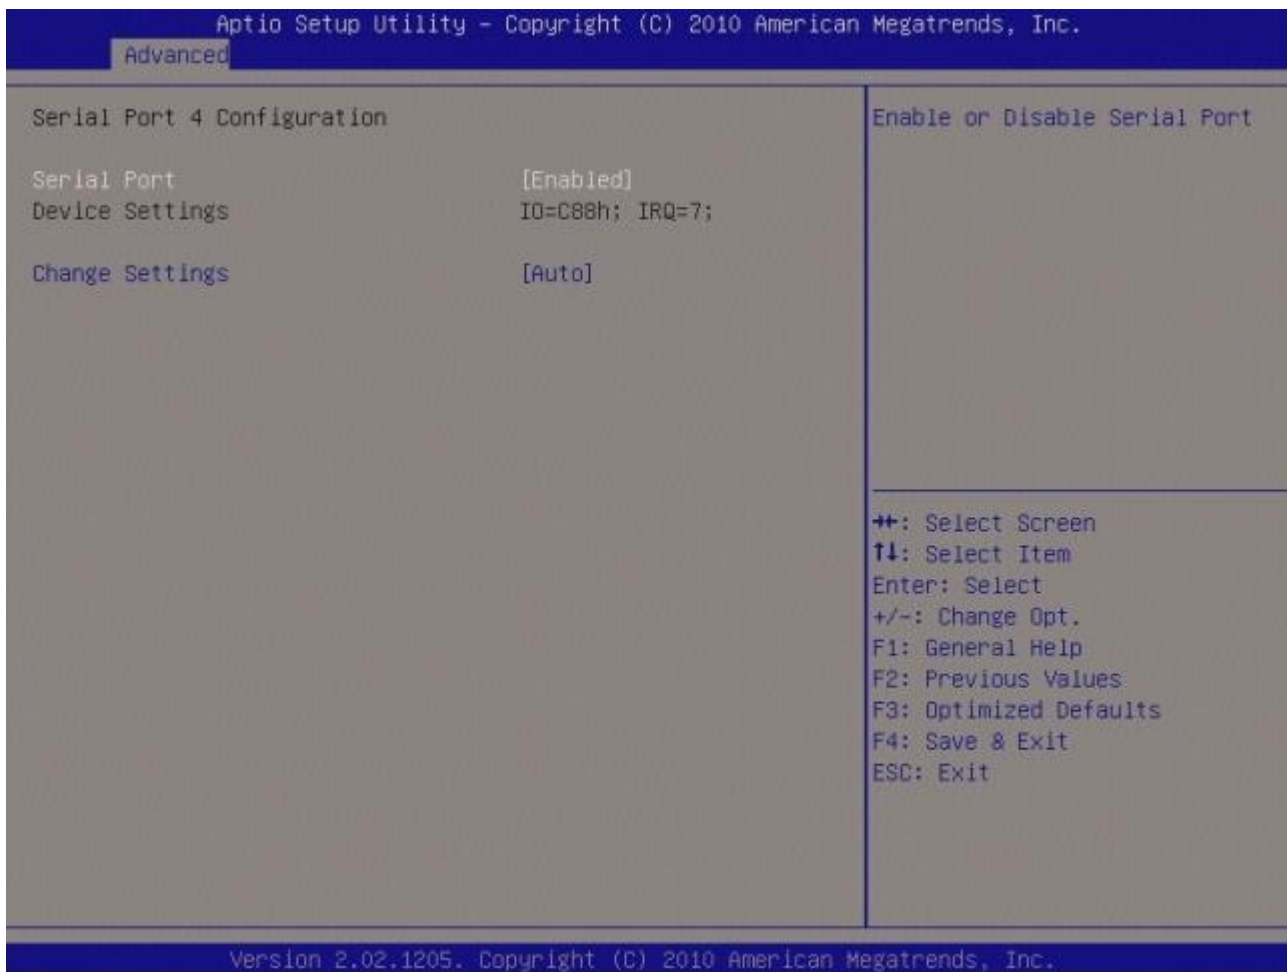 Aptio Setup Utility – Copyright (C) 2010 American Megatrends, Inc.
Advanced
Serial Port 4 Configuration
Serial Port [Enabled]
Device Settings IO=C88h; IRQ=7;
Change Settings [Auto]
Enable or Disable Serial Port
→←: Select Screen
↑↓: Select Item
Enter: Select
+/-: Change Opt.
F1: General Help
F2: Previous Values
F3: Optimized Defaults
F4: Save & Exit
ESC: Exit
Version 2.02.1205. Copyright (C) 2010 American Megatrends, Inc.